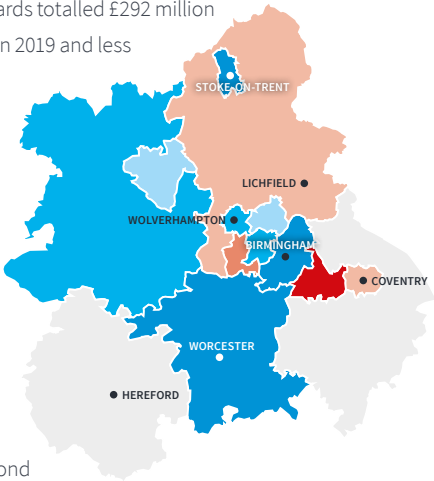 ards totalled £292 million
n 2019 and less
STOKE-ON-TRENT
LICHFIELD
WOLVERHAMPTON
BIRMINGHAM
COVENTRY
WORCESTER
HEREFORD
ond